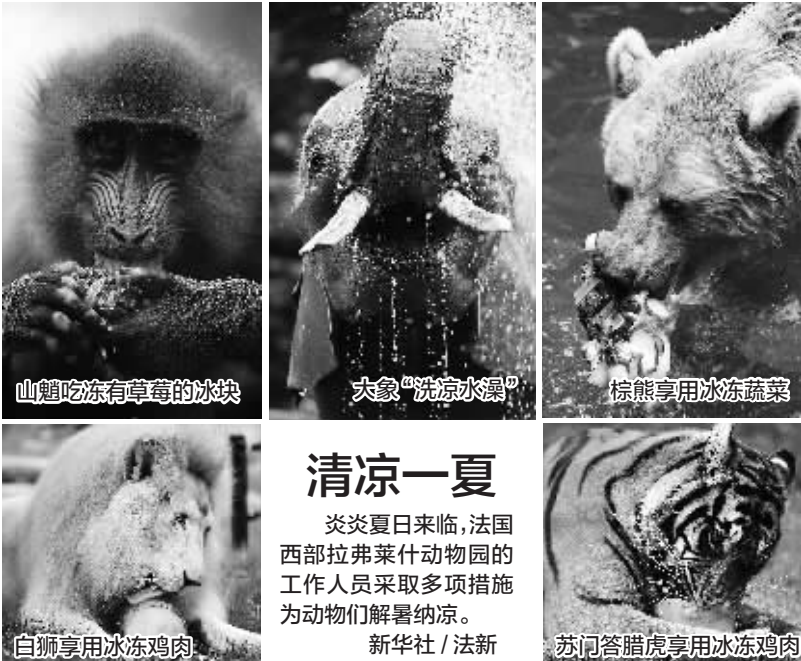 山魈吃冻有草莓的冰块
大象“洗凉水澡”
棕熊享用冰冻蔬菜
清凉一夏
炎炎夏日来临,法国
西部拉弗莱什动物园的
工作人员采取多项措施
为动物们解暑纳凉。
新华社/法新
白狮享用冰冻鸡肉
苏门答腊虎享用冰冻鸡肉